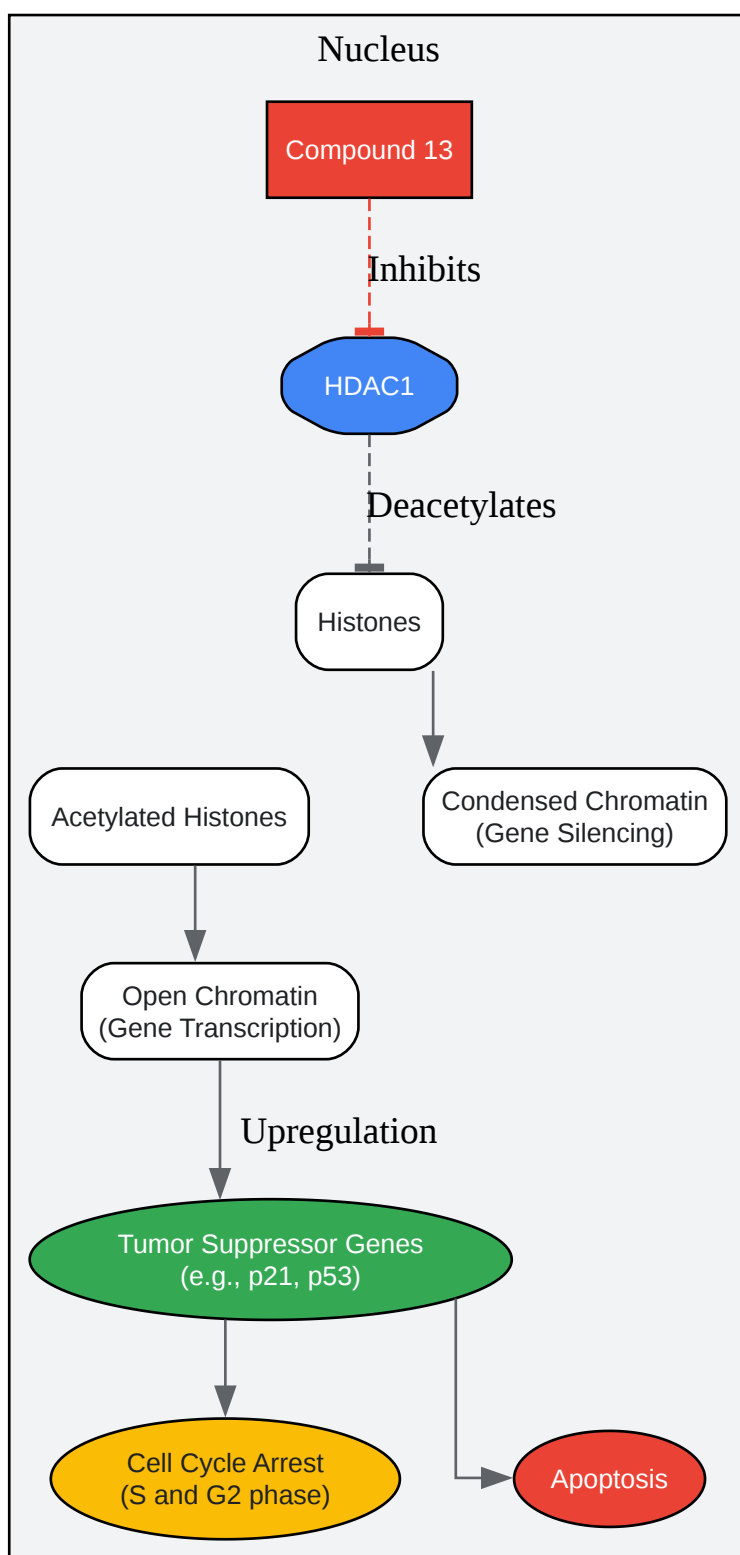 Nucleus
Compound 13
Inhibits
HDAC1
Deacetylates
Histones
Acetylated Histones
Condensed Chromatin
(Gene Silencing)
Open Chromatin
(Gene Transcription)
Upregulation
Tumor Suppressor Genes
(e.g., p21, p53)
Cell Cycle Arrest
(S and G2 phase)
Apoptosis